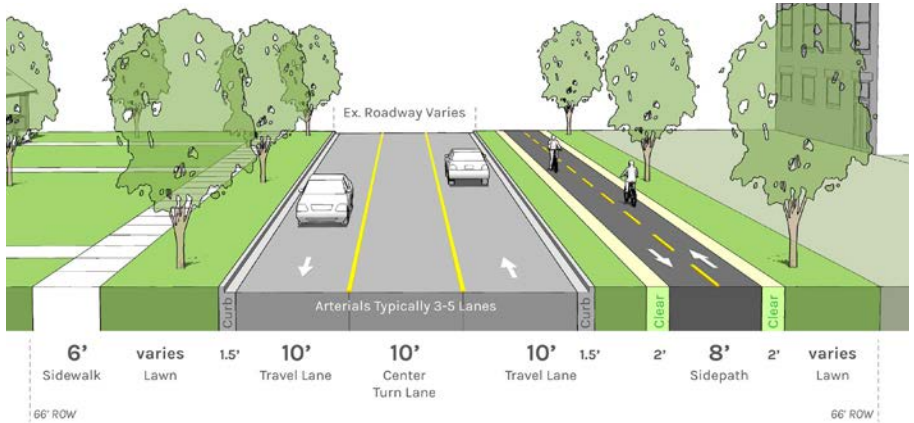 Ex. Roadway Varies
Arterials Typically 3-5 Lanes
Curb
Curb
Clear
Clear
6' varies 1.5' 10' 10' 10' 1.5' 2' 8' 2' varies
Sidewalk Lawn Travel Lane Center Travel Lane Sidepath Lawn
Turn Lane
66' ROW 66' ROW